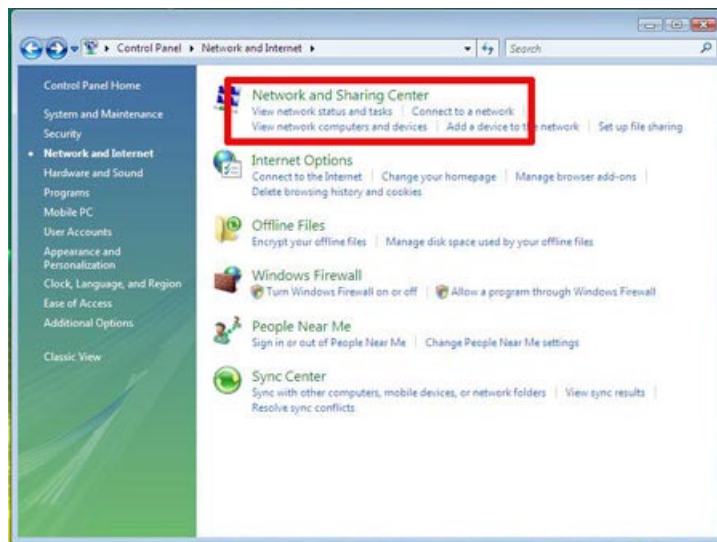 Control Panel ▸ Network and Internet ▸
Search
Control Panel Home
System and Maintenance
Security
Network and Internet
Hardware and Sound
Programs
Mobile PC
User Accounts
Appearance and
Personalization
Clock, Language, and Region
Ease of Access
Additional Options
Classic View
Network and Sharing Center
View network status and tasks | Connect to a network |
View network computers and devices | Add a device to the network | Set up file sharing
Internet Options
Connect to the Internet | Change your homepage | Manage browser add-ons |
Delete browsing history and cookies
Offline Files
Encrypt your offline files | Manage disk space used by your offline files
Windows Firewall
Turn Windows Firewall on or off | Allow a program through Windows Firewall
People Near Me
Sign in or out of People Near Me | Change People Near Me settings
Sync Center
Sync with other computers, mobile devices, or network folders | View sync results |
Resolve sync conflicts